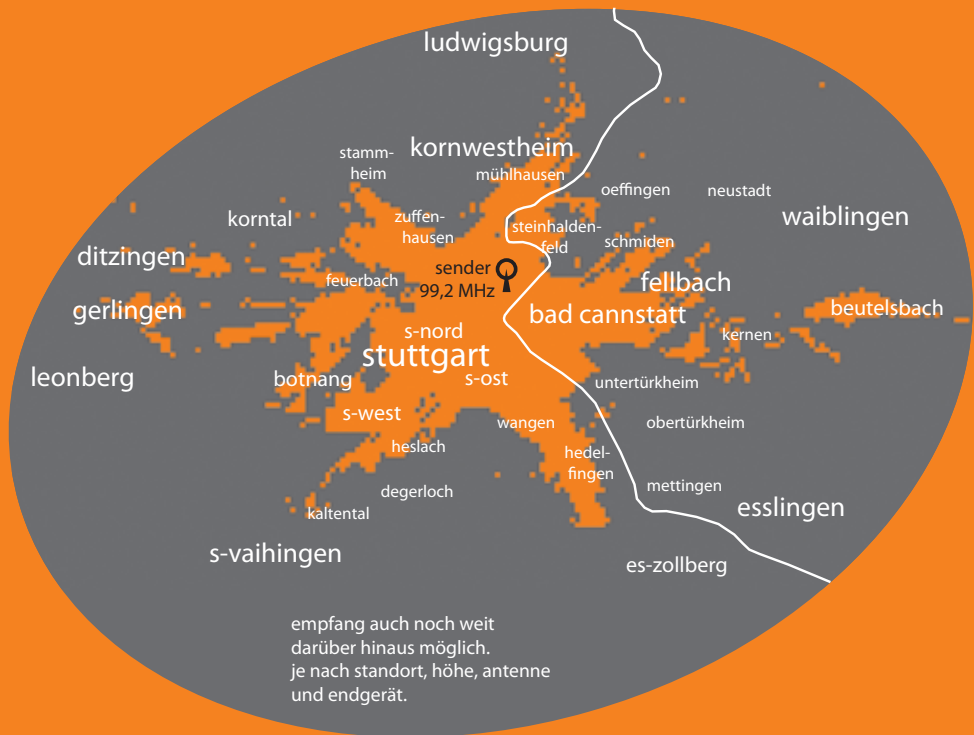 ludwigsburg
kornwestheim
stamm-
heim
mühlhausen
oeffingen
neustadt
korntal
zuffen-
hausen
steinhalden-
feld
schmiden
waiblingen
ditzingen
sender
99,2 MHz
feuerbach
fellbach
gerlingen
bad cannstatt
beutelsbach
s-nord
kernen
stuttgart
leonberg
botnang
s-ost
untertürkheim
s-west
wangen
obertürkheim
heslach
hedel-
fingen
degerloch
mettingen
kaltental
esslingen
s-vaihingen
es-zollberg
empfang auch noch weit
darüber hinaus möglich.
je nach standort, höhe, antenne
und endgerät.